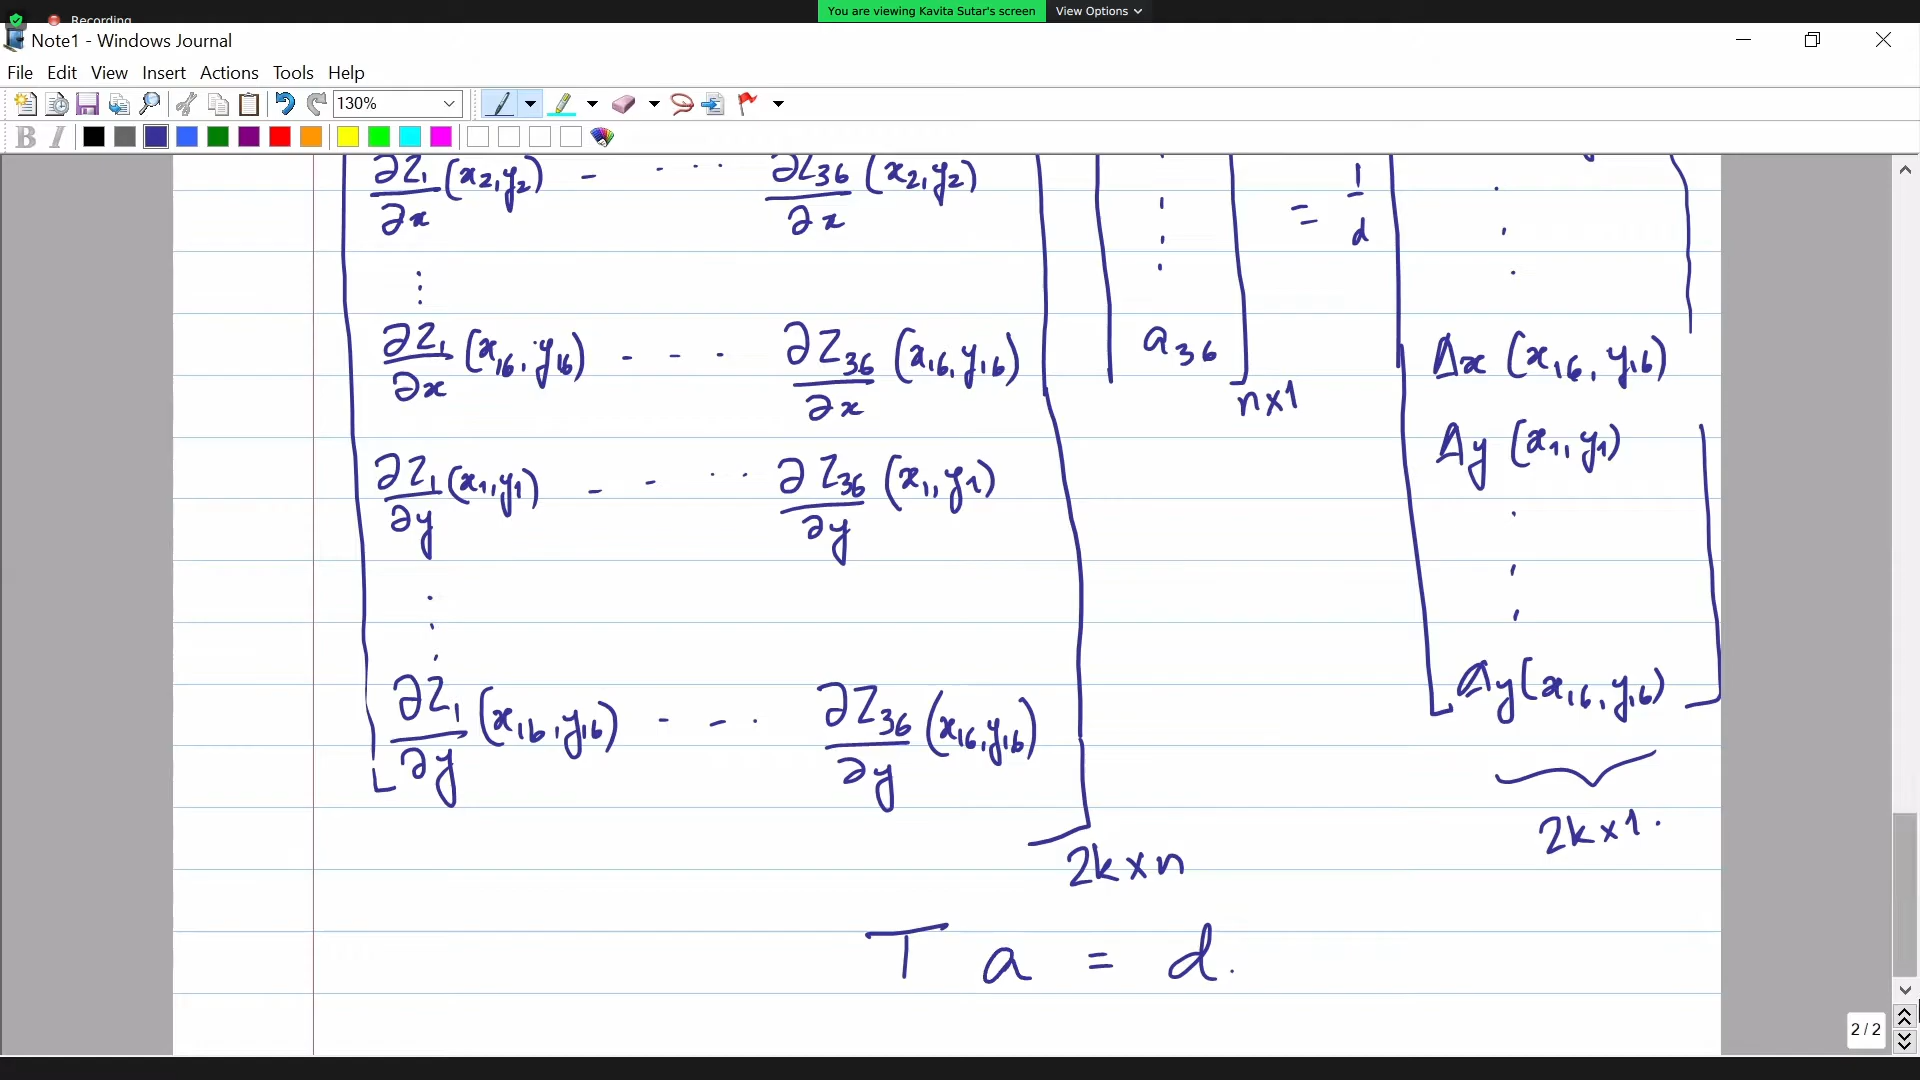 Recording
You are viewing Kavita Sutar's screen View Options
Note1 - Windows Journal
File Edit View Insert Actions Tools Help
130%
B I
∂Z₁/∂x (x₂,y₂) - · ·· ∂Z₃₆/∂x (x₂,y₂)
= 1/d
⋮
∂Z₁/∂x (x₁₆, y₁₆) - - - ∂Z₃₆/∂x (x₁₆, y₁₆) a₃₆ Δx (x₁₆, y₁₆)
n×1
∂Z₁/∂y (x₁,y₁) - - ·· ∂Z₃₆/∂y (x₁, y₁) Δy (x₁, y₁)
⋮
∂Z₁/∂y (x₁₆, y₁₆) - - · ∂Z₃₆/∂y (x₁₆, y₁₆) Δy(x₁₆, y₁₆)
2k×n 2k×1.
T a = d.
2 / 2